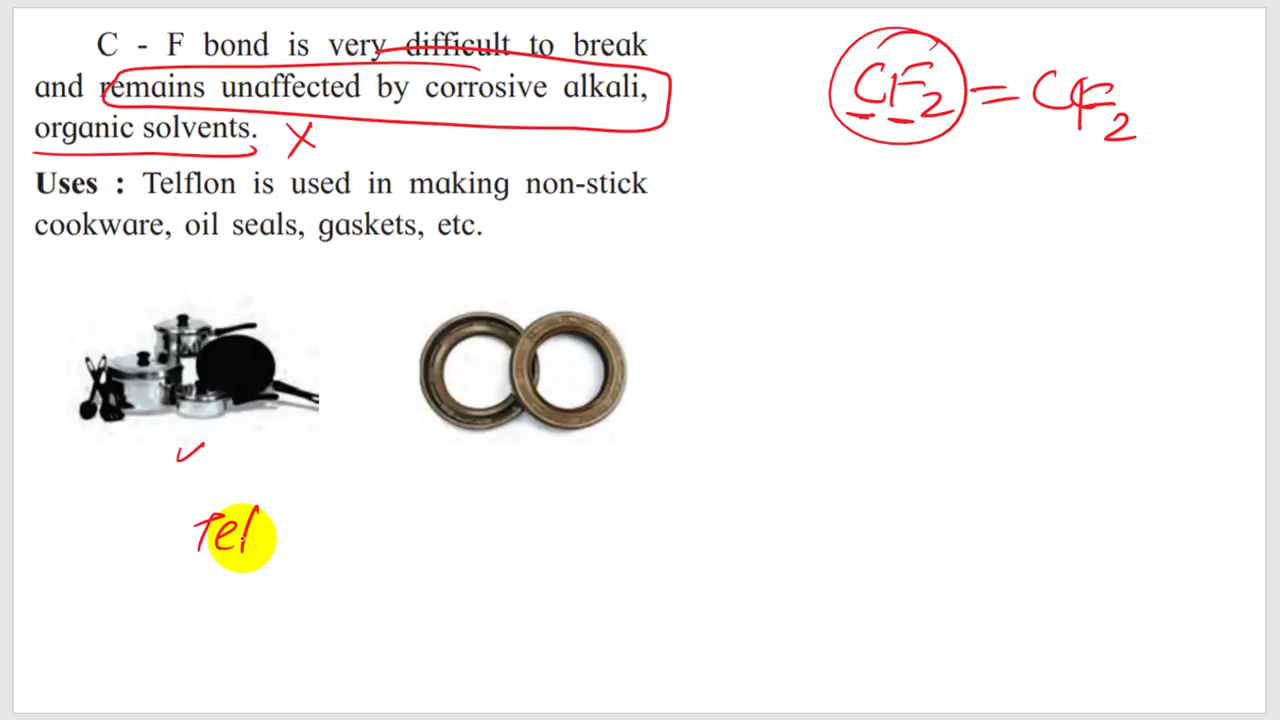 C - F bond is very difficult to break
and remains unaffected by corrosive alkali,
organic solvents.
Uses : Telflon is used in making non-stick
cookware, oil seals, gaskets, etc.
CF₂ = CF₂
Tel